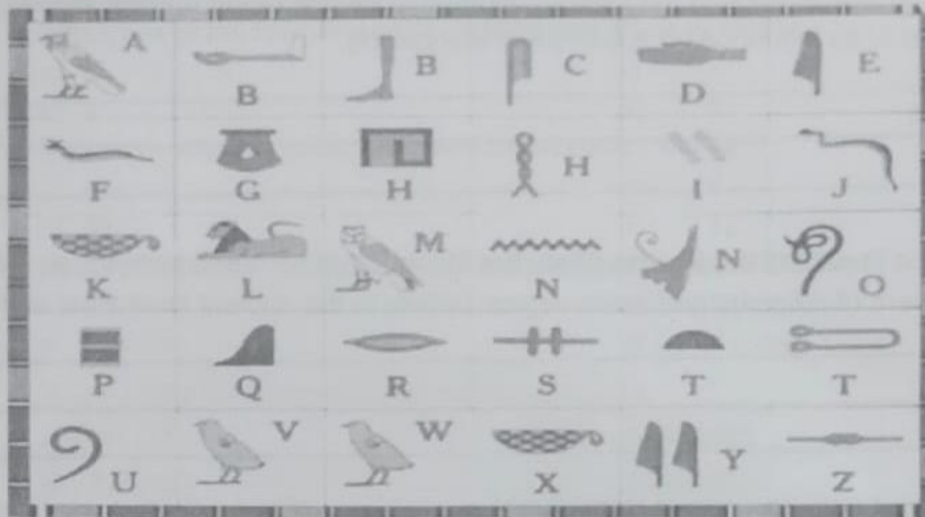 A B B C D E
F G H H I J
K L M N N O
P Q R S T T
U V W X Y Z